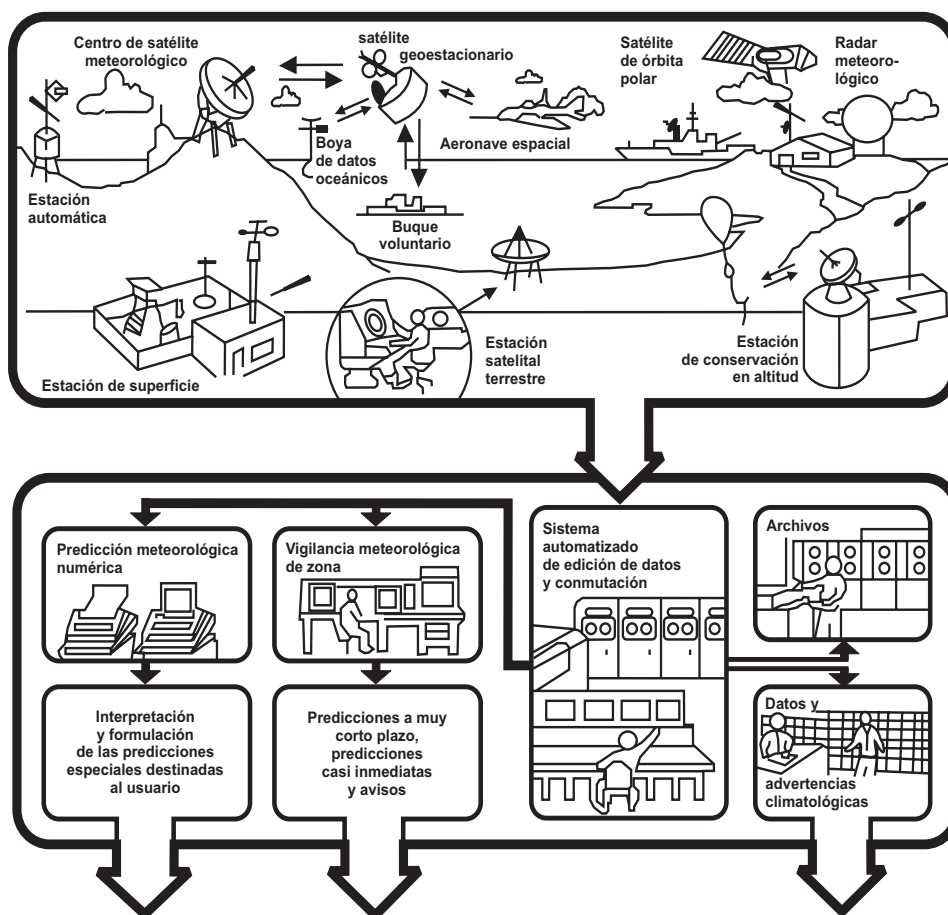 Centro de satélite
meteorológico
satélite
geoestacionario
Satélite
de órbita
polar
Radar
meteoro-
lógico
Boya
de datos
oceánicos
Aeronave espacial
Estación
automática
Buque
voluntario
Estación de superficie
Estación
satelital
terrestre
Estación
de conservación
en altitud
Predicción meteorológica
numérica
Vigilancia meteorológica
de zona
Sistema
automatizado
de edición de datos
y conmutación
Archivos
Interpretación
y formulación
de las predicciones
especiales destinadas
al usuario
Predicciones a muy
corto plazo,
predicciones
casi inmediatas
y avisos
Datos y
advertencias
climatológicas